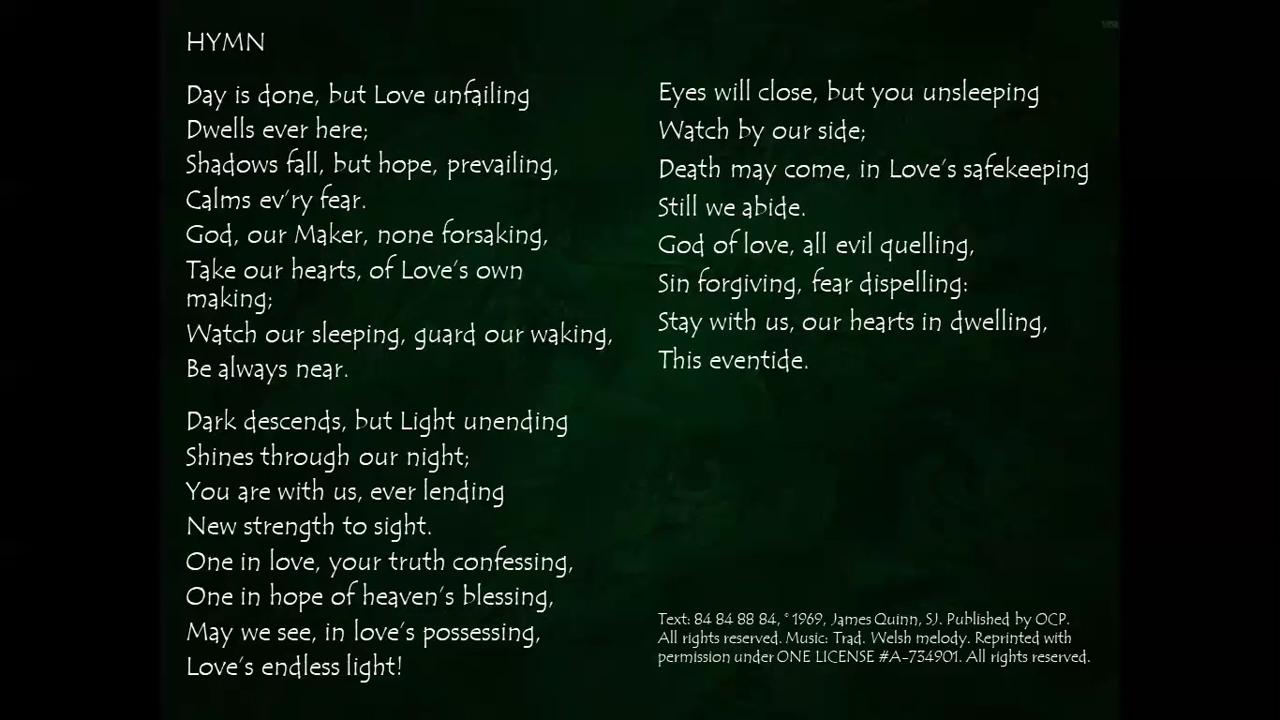 HYMN
Day is done, but Love unfailing
Dwells ever here;
Shadows fall, but hope, prevailing,
Calms ev'ry fear.
God, our Maker, none forsaking,
Take our hearts, of Love's own
making;
Watch our sleeping, guard our waking,
Be always near.
Dark descends, but Light unending
Shines through our night;
You are with us, ever lending
New strength to sight.
One in love, your truth confessing,
One in hope of heaven's blessing,
May we see, in love's possessing,
Love's endless light!
Eyes will close, but you unsleeping
Watch by our side;
Death may come, in Love's safekeeping
Still we abide.
God of love, all evil quelling,
Sin forgiving, fear dispelling:
Stay with us, our hearts in dwelling,
This eventide.
Text: 84 84 88 84, © 1969, James Quinn, SJ. Published by OCP.
All rights reserved. Music: Trad. Welsh melody. Reprinted with
permission under ONE LICENSE #A-734901. All rights reserved.